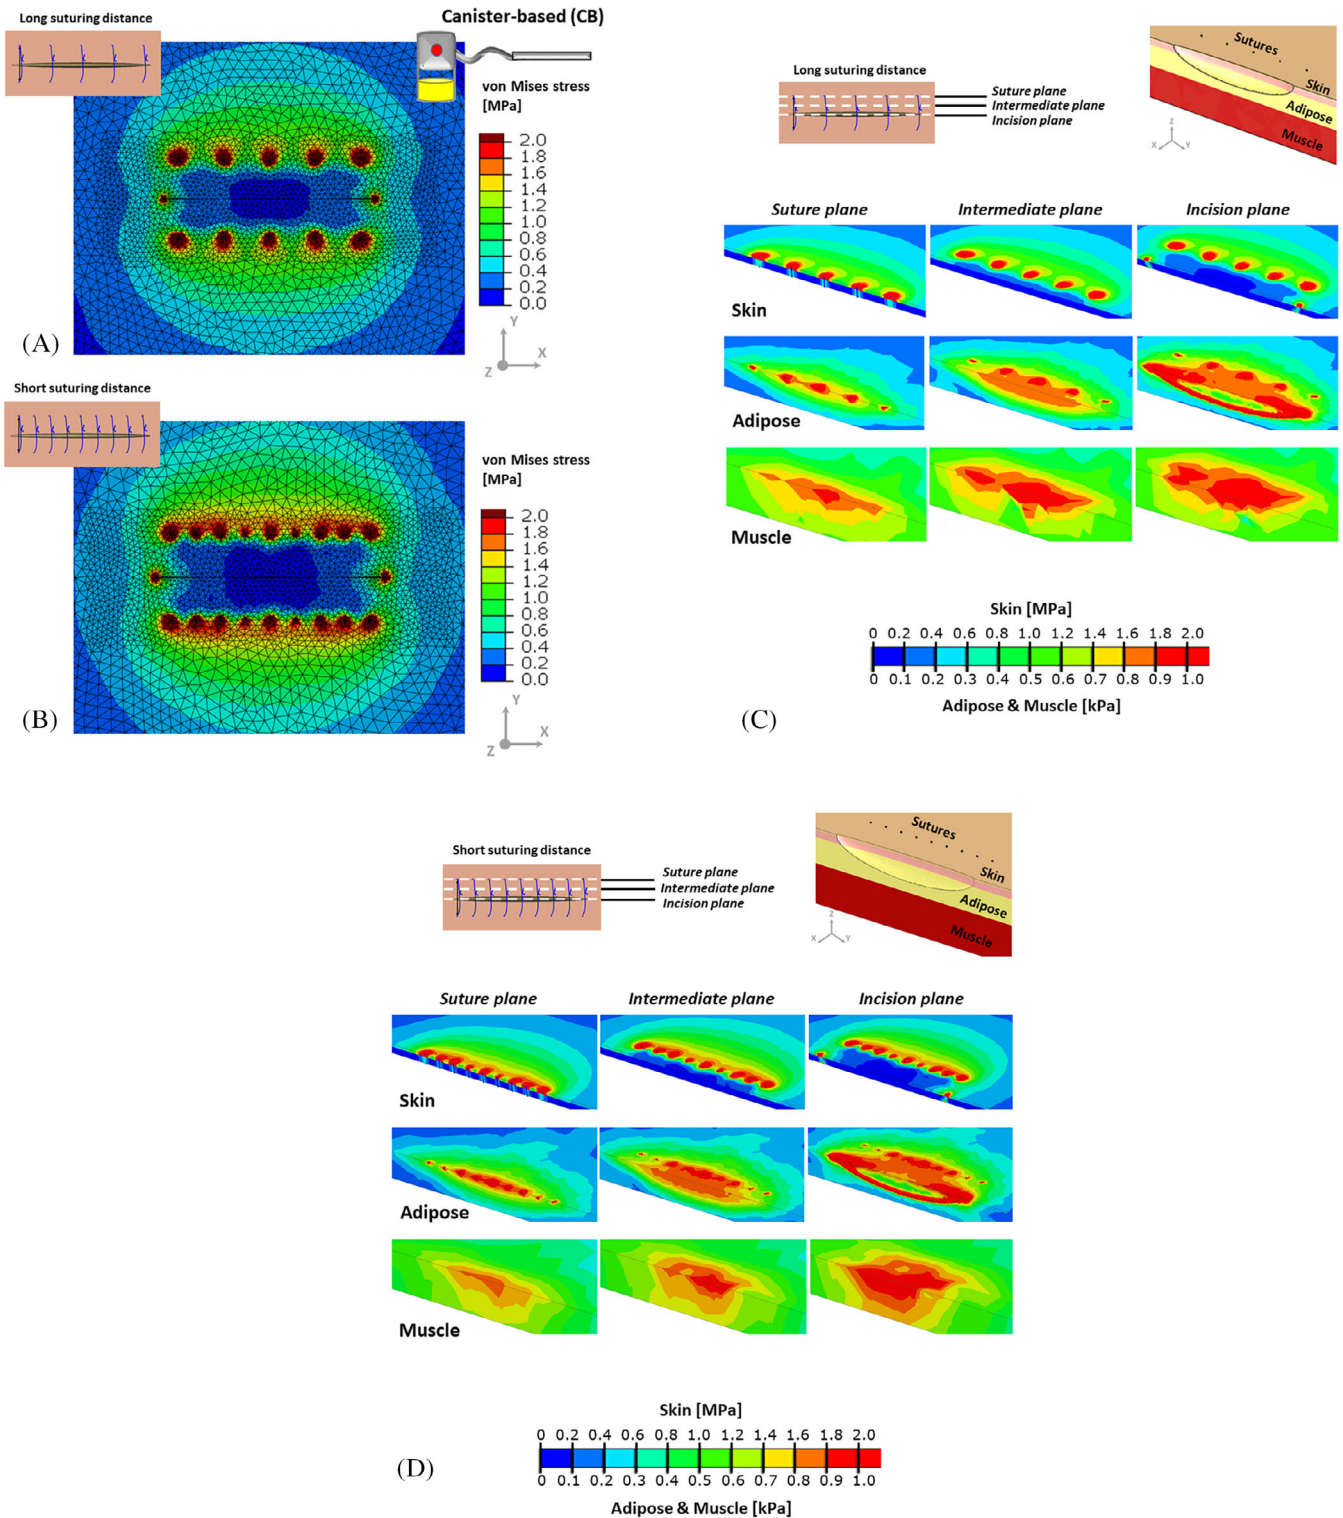 Long suturing distance
Canister-based (CB)
von Mises stress
[MPa]
2.0
1.8
1.6
1.4
1.2
1.0
0.8
0.6
0.4
0.2
0.0
Y
X
Z
(A)
Short suturing distance
von Mises stress
[MPa]
2.0
1.8
1.6
1.4
1.2
1.0
0.8
0.6
0.4
0.2
0.0
Y
X
Z
(B)
Long suturing distance
Suture plane
Intermediate plane
Incision plane
Sutures
Skin
Adipose
Muscle
Z
X Y
Suture plane Intermediate plane Incision plane
Skin
Adipose
Muscle
Skin [MPa]
0 0.2 0.4 0.6 0.8 1.0 1.2 1.4 1.6 1.8 2.0
0 0.1 0.2 0.3 0.4 0.5 0.6 0.7 0.8 0.9 1.0
Adipose & Muscle [kPa]
(C)
Short suturing distance
Suture plane
Intermediate plane
Incision plane
Sutures
Skin
Adipose
Muscle
Z
X Y
Suture plane Intermediate plane Incision plane
Skin
Adipose
Muscle
Skin [MPa]
0 0.2 0.4 0.6 0.8 1.0 1.2 1.4 1.6 1.8 2.0
0 0.1 0.2 0.3 0.4 0.5 0.6 0.7 0.8 0.9 1.0
Adipose & Muscle [kPa]
(D)